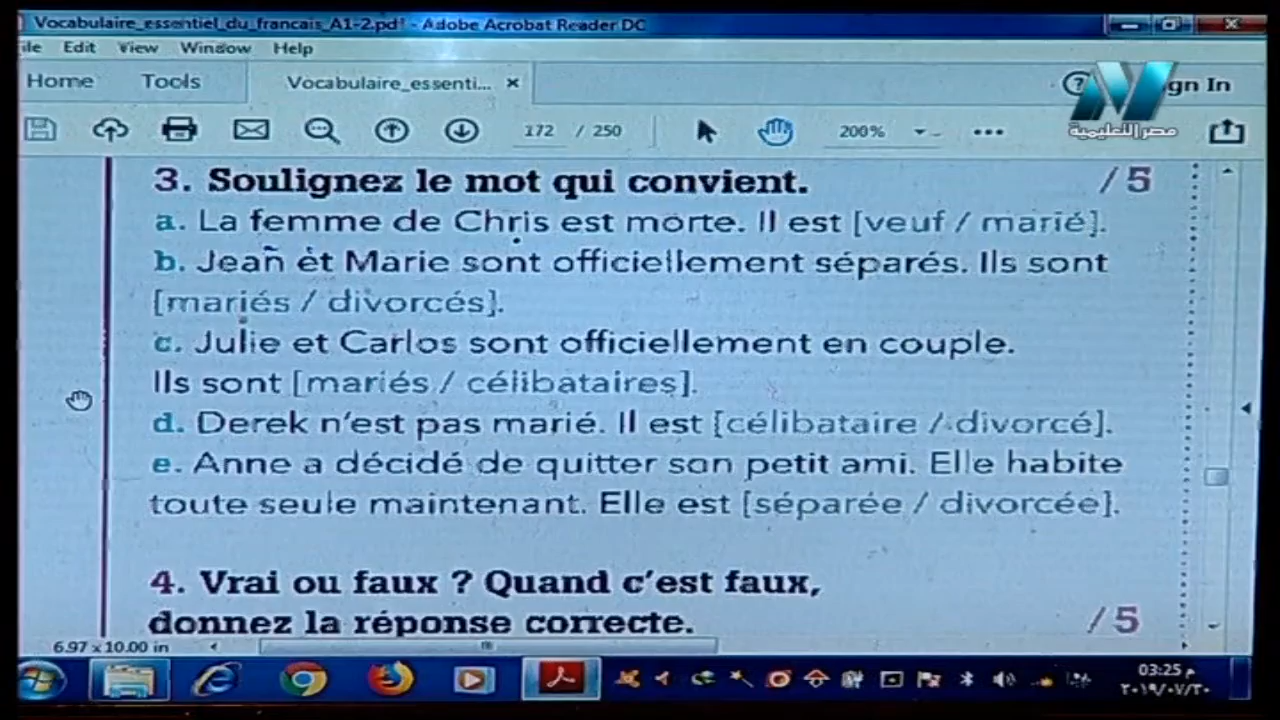 Vocabulaire_essentiel_du_francais_A1-2.pdf - Adobe Acrobat Reader DC
ile Edit View Window Help
Home Tools Vocabulaire_essenti... × ? gn In
مصر التعليمية
172 / 250 200% •••
3. Soulignez le mot qui convient. / 5
a. La femme de Chris est morte. Il est [veuf / marié].
b. Jean et Marie sont officiellement séparés. Ils sont
[mariés / divorcés].
c. Julie et Carlos sont officiellement en couple.
Ils sont [mariés / célibataires].
d. Derek n'est pas marié. Il est [célibataire / divorcé].
e. Anne a décidé de quitter son petit ami. Elle habite
toute seule maintenant. Elle est [séparée / divorcée].
4. Vrai ou faux ? Quand c'est faux,
donnez la réponse correcte. / 5
6.97 x 10.00 in
03:25 م
٢٠١٩/٠٧/٢٠